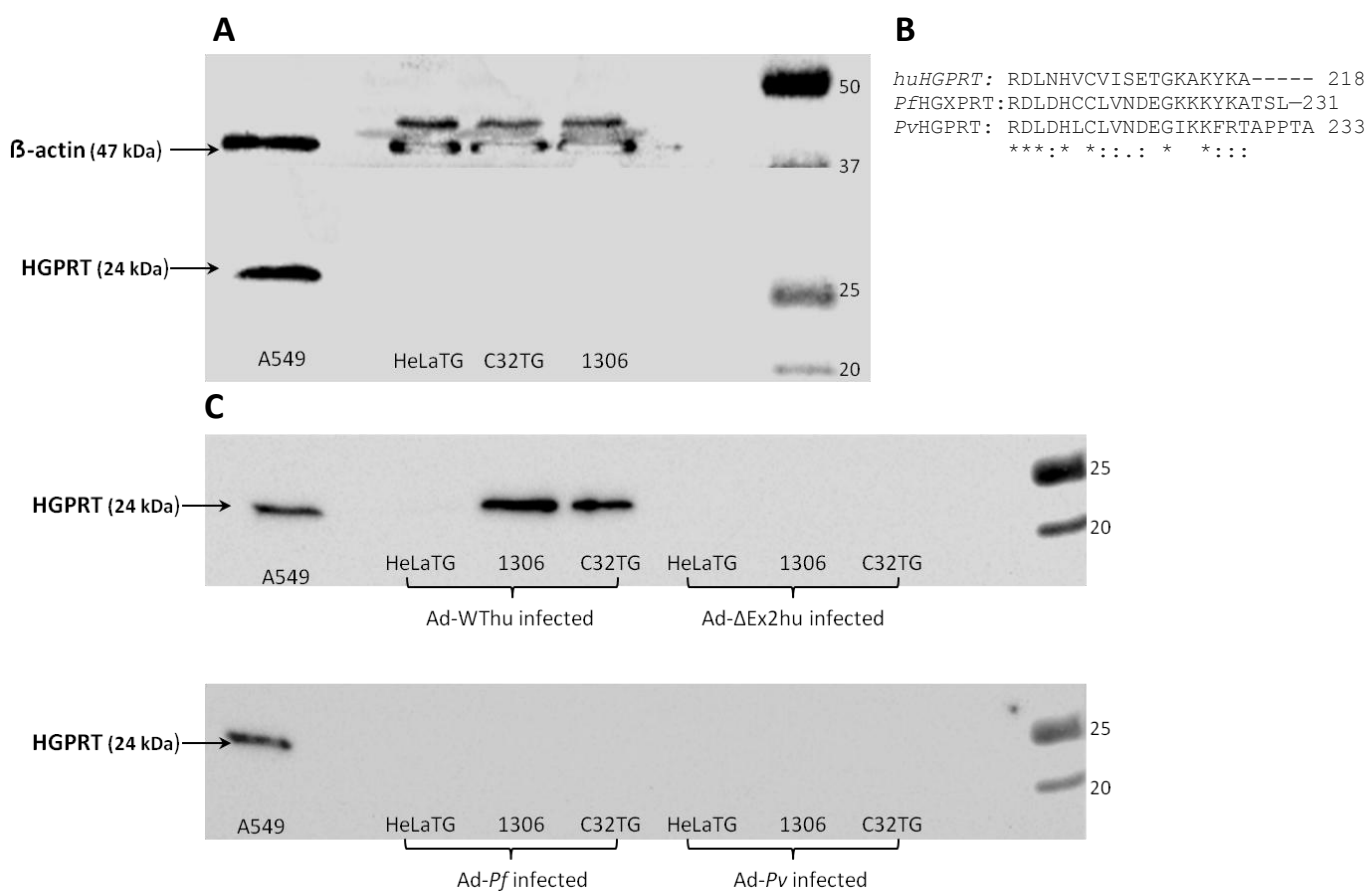 A
ß-actin (47 kDa)
HGPRT (24 kDa)
50
37
25
20
A549 HeLaTG C32TG 1306
B
huHGPRT: RDLNHVCVISETGKAKYKA----- 218
PfHGXPRT:RDLDHCCLVNDEGKKKYKATSL—231
PvHGPRT: RDLDHLCLVNDEGIKKFRTAPPTA 233
***:* *::.: * *:::
C
HGPRT (24 kDa)
25
20
A549 HeLaTG 1306 C32TG HeLaTG 1306 C32TG
Ad-WThu infected Ad-ΔEx2hu infected
HGPRT (24 kDa)
25
20
A549 HeLaTG 1306 C32TG HeLaTG 1306 C32TG
Ad-Pf infected Ad-Pv infected